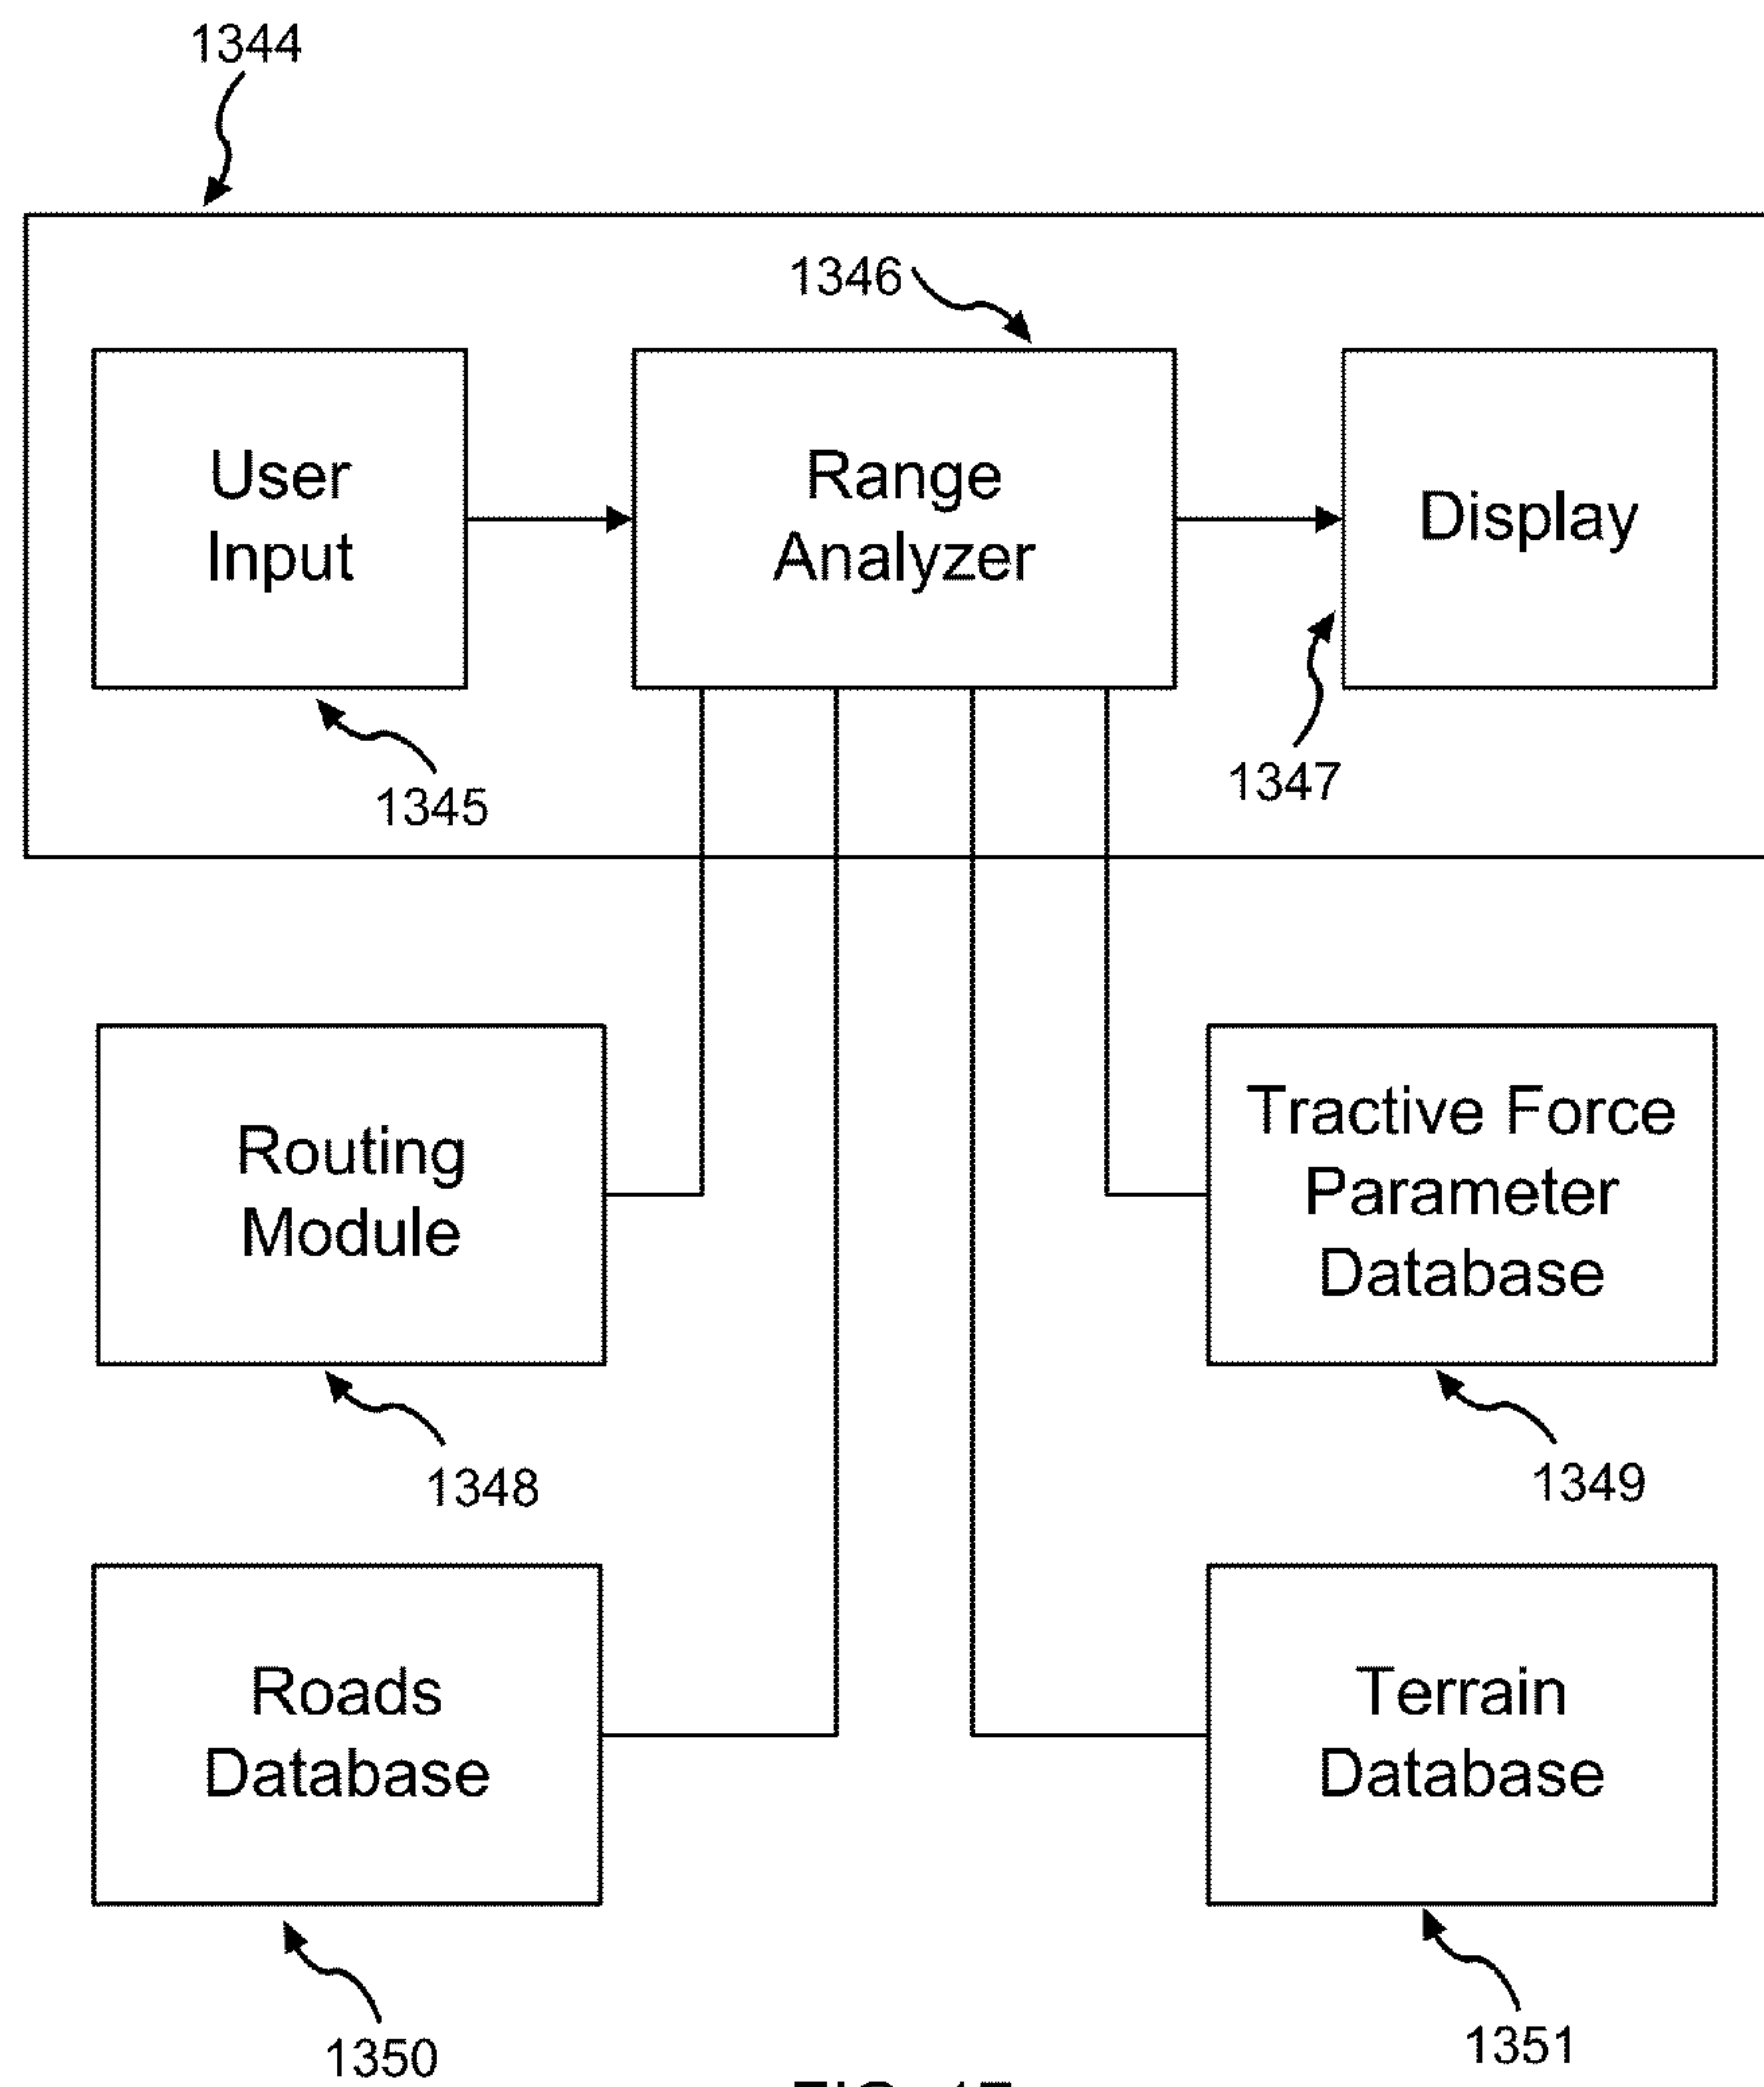 1344
1346
User
Input
Range
Analyzer
Display
1345
1347
Routing
Module
Tractive Force
Parameter
Database
1348
1349
Roads
Database
Terrain
Database
1350
1351